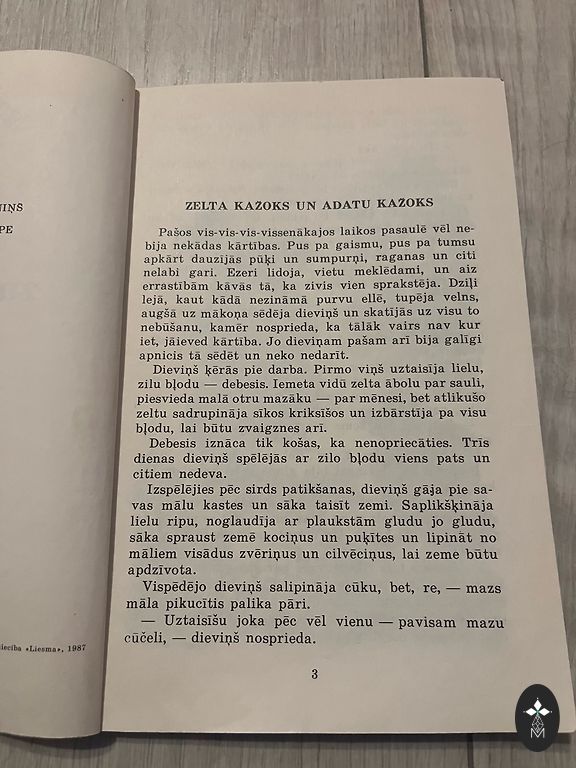 ŅIŅŠ
PE
ZELTA KAŽOKS UN ADATU KAŽOKS
Pašos vis-vis-vis-vissenākajos laikos pasaulē vēl ne-
bija nekādas kārtības. Pus pa gaismu, pus pa tumsu
apkārt dauzījās pūķi un sumpurņi, raganas un citi
nelabi gari. Ezeri lidoja, vietu meklēdami, un aiz
errastībām kāvās tā, ka zivis vien sprakstēja. Dziļi
lejā, kaut kādā nezināmā purvu ellē, tupēja velns,
augšā uz mākoņa sēdēja dieviņš un skatījās uz visu to
nebūšanu, kamēr nosprieda, ka tālāk vairs nav kur
iet, jāieved kārtība. Jo dieviņam pašam arī bija galīgi
apnicis tā sēdēt un neko nedarīt.
Dieviņš ķērās pie darba. Pirmo viņš uztaisīja lielu,
zilu bļodu — debesis. Iemeta vidū zelta ābolu par sauli,
piesvieda malā otru mazāku — par mēnesi, bet atlikušo
zeltu sadrupināja sīkos kriksīšos un izbārstīja pa visu
bļodu, lai būtu zvaigznes arī.
Debesis iznāca tik košas, ka nenopriecāties. Trīs
dienas dieviņš spēlējās ar zilo bļodu viens pats un
citiem nedeva.
Izspēlējies pēc sirds patikšanas, dieviņš gāja pie sa-
vas mālu kastes un sāka taisīt zemi. Saplikšķināja
lielu ripu, noglaudīja ar plaukstām gludu jo gludu,
sāka spraust zemē kociņus un puķītes un lipināt no
māliem visādus zvēriņus un cilvēciņus, lai zeme būtu
apdzīvota.
Vispēdējo dieviņš salipināja cūku, bet, re, — mazs
māla pikucītis palika pāri.
— Uztaisīšu joka pēc vēl vienu — pavisam mazu
cūčeli, — dieviņš nosprieda.
iecība «Liesma», 1987
3
M